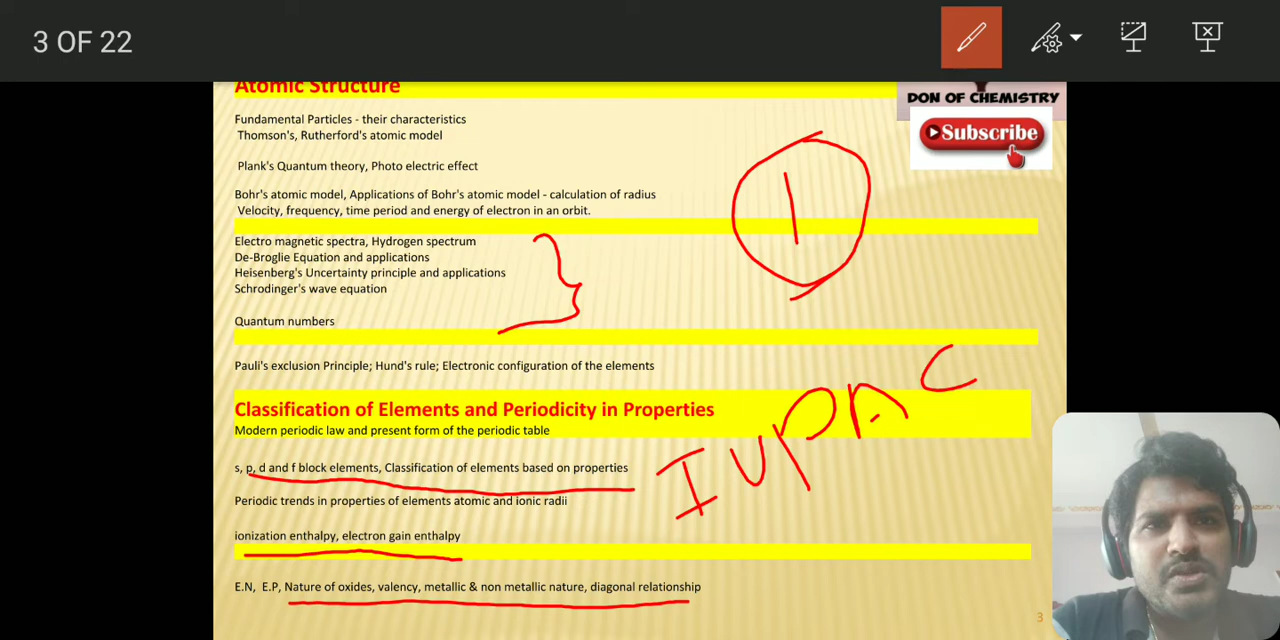 3 OF 22
Atomic Structure
DON OF CHEMISTRY
Subscribe
Fundamental Particles - their characteristics
Thomson's, Rutherford's atomic model
Plank's Quantum theory, Photo electric effect
Bohr's atomic model, Applications of Bohr's atomic model - calculation of radius
Velocity, frequency, time period and energy of electron in an orbit.
1
Electro magnetic spectra, Hydrogen spectrum
De-Broglie Equation and applications
Heisenberg's Uncertainty principle and applications
Schrodinger's wave equation
Quantum numbers
Pauli's exclusion Principle; Hund's rule; Electronic configuration of the elements
IUPAC
Classification of Elements and Periodicity in Properties
Modern periodic law and present form of the periodic table
s, p, d and f block elements, Classification of elements based on properties
Periodic trends in properties of elements atomic and ionic radii
ionization enthalpy, electron gain enthalpy
E.N, E.P, Nature of oxides, valency, metallic & non metallic nature, diagonal relationship
3